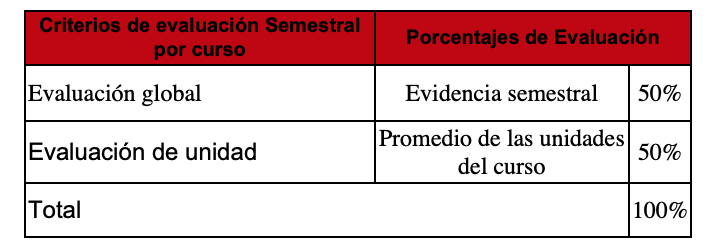 Criterios de evaluación Semestral
por curso
Porcentajes de Evaluación
Evaluación global
Evidencia semestral
50%
Evaluación de unidad
Promedio de las unidades
del curso
50%
Total
100%